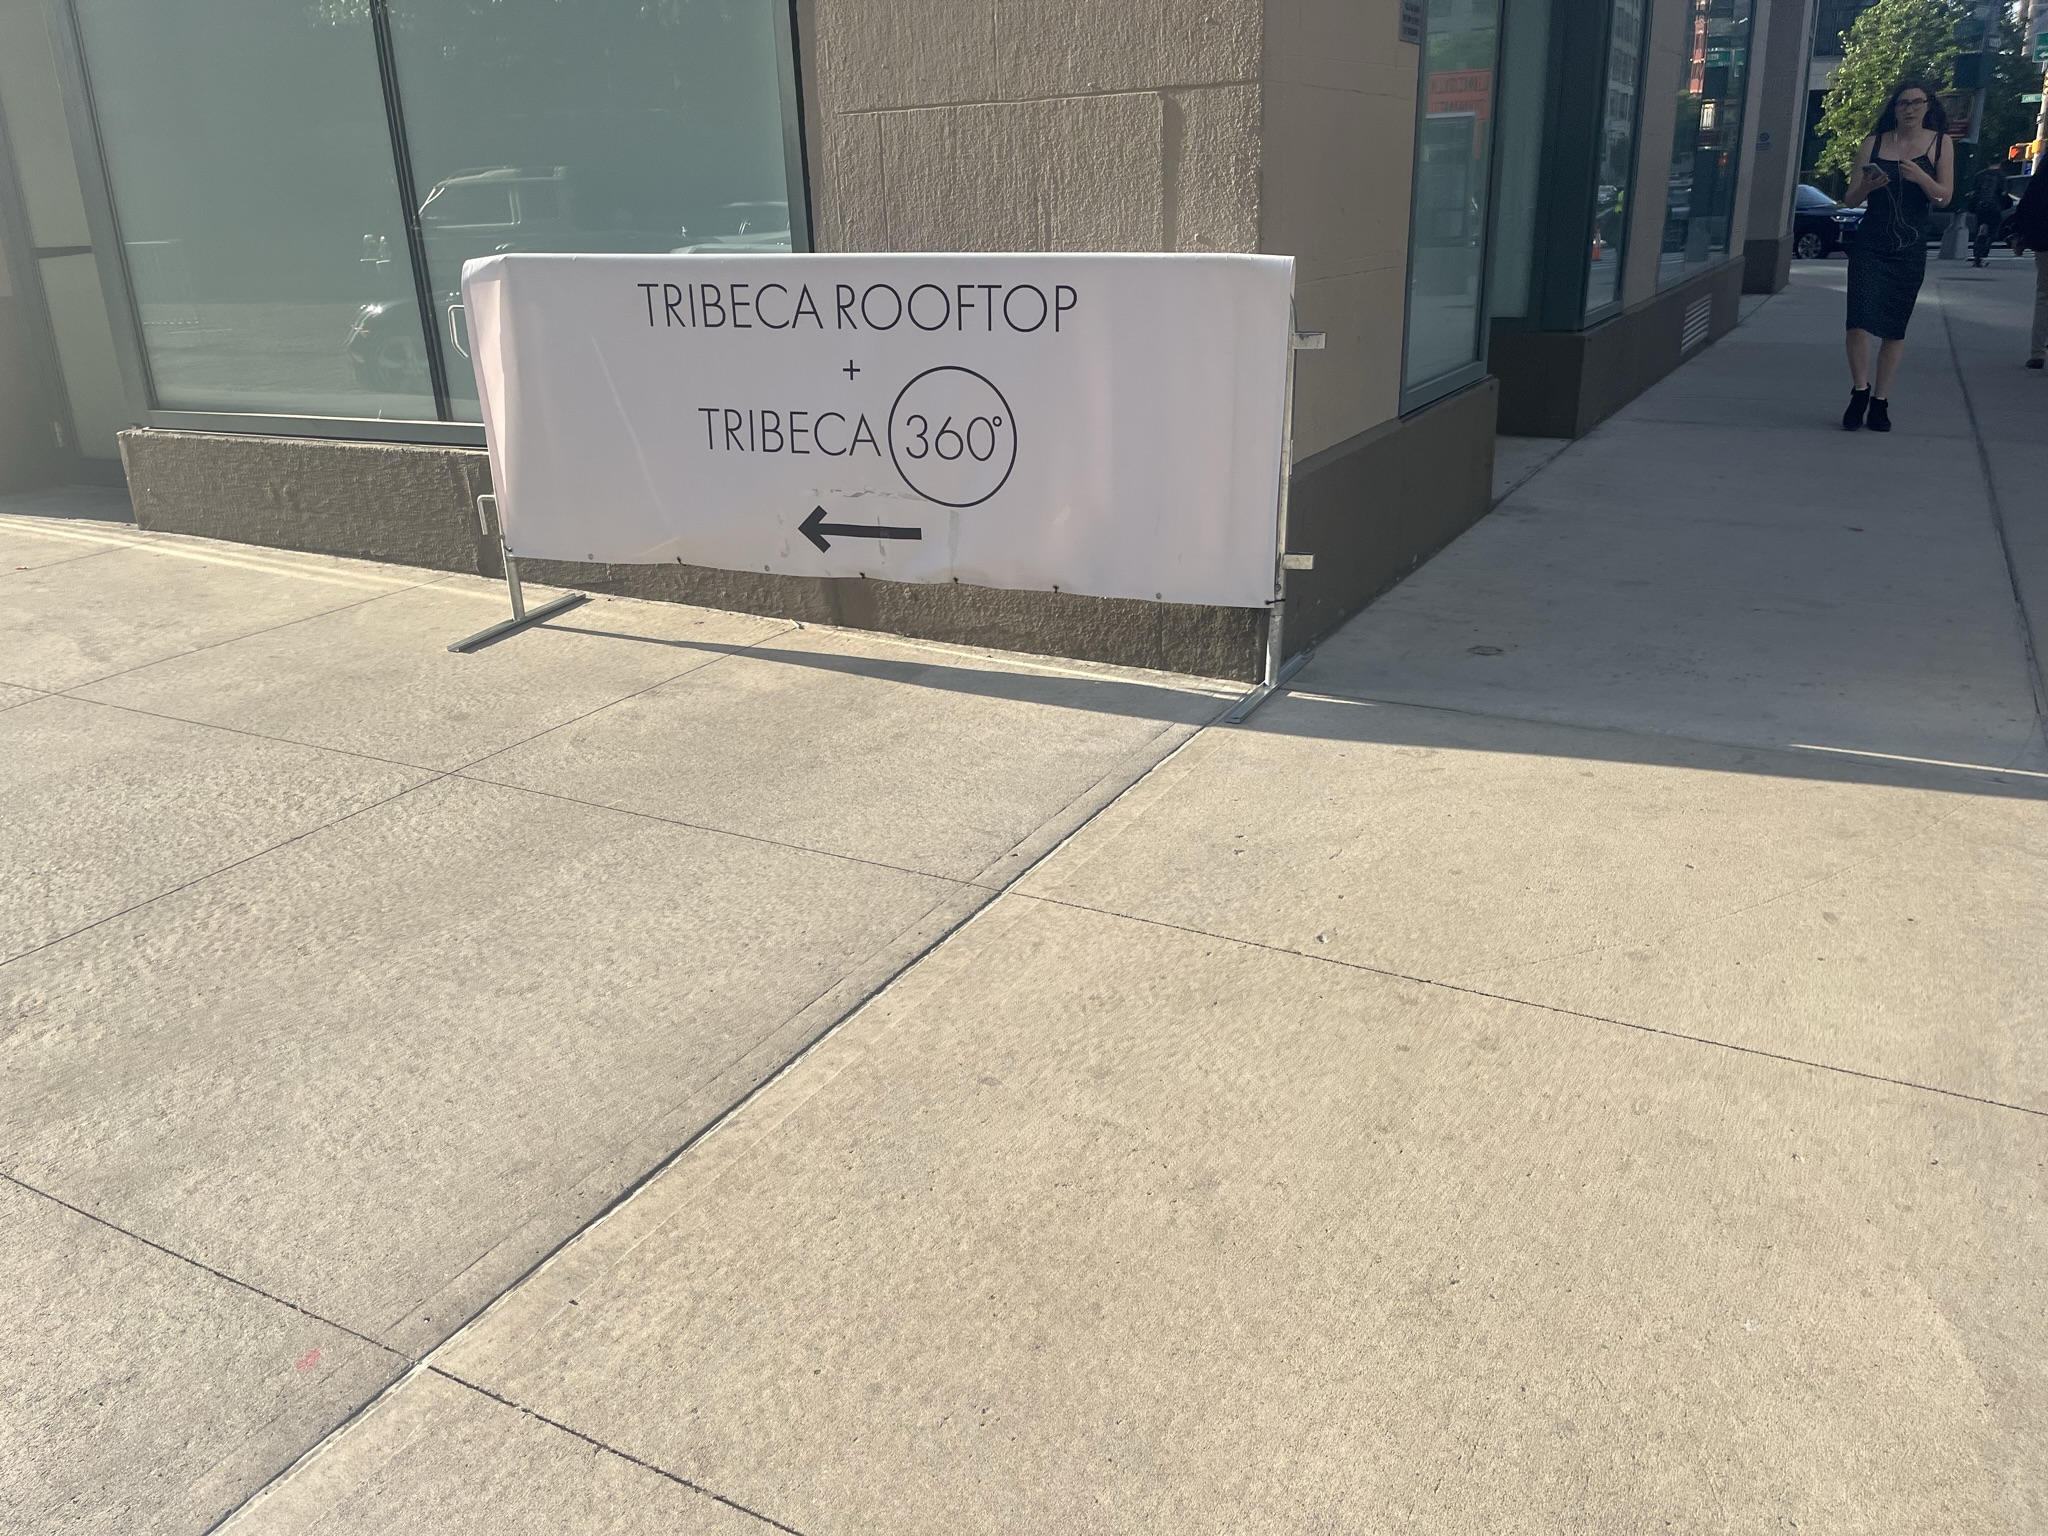 TRIBECA ROOFTOP
+
TRIBECA 360°